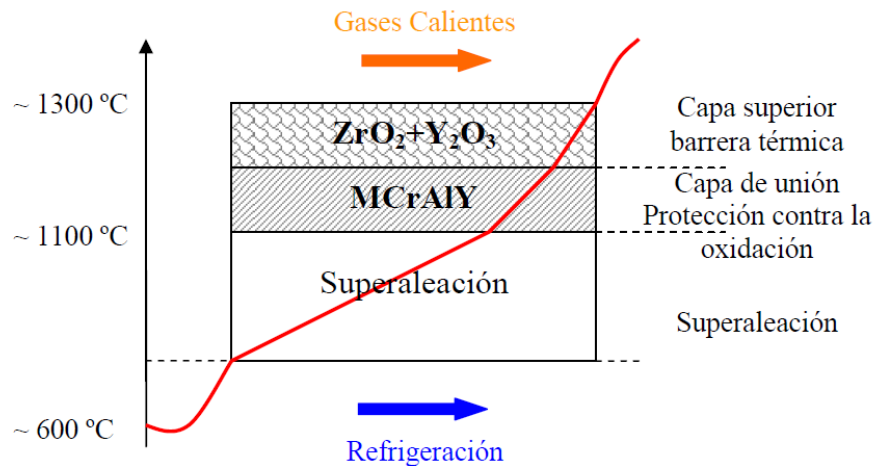 Gases Calientes
~ 1300 ºC
ZrO₂+Y₂O₃
Capa superior
barrera térmica
MCrAlY
Capa de unión
Protección contra la
oxidación
~ 1100 ºC
Superaleación
Superaleación
~ 600 ºC
Refrigeración